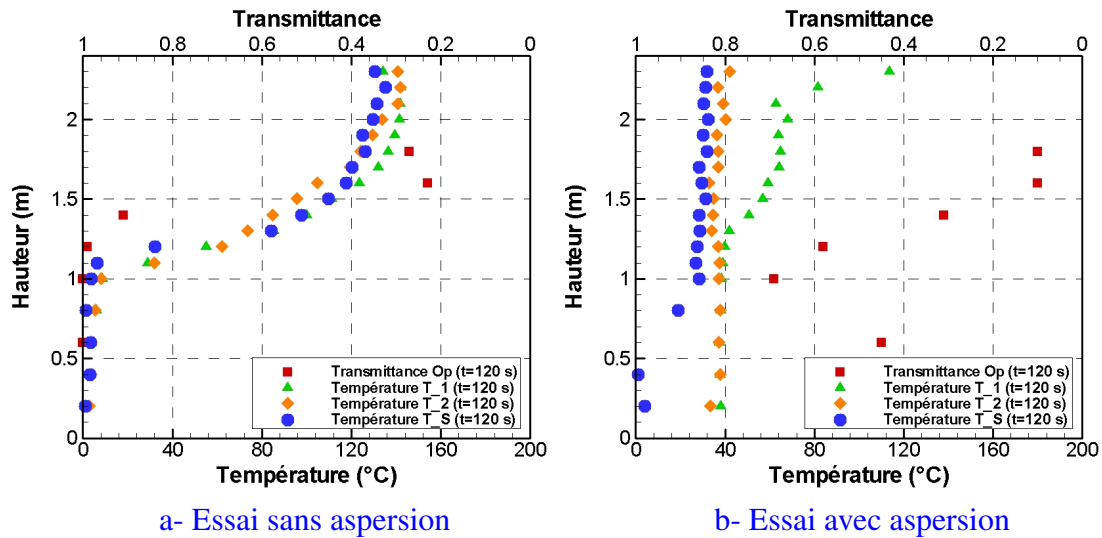 Transmittance
1 0.8 0.6 0.4 0.2 0
2
1.5
1
0.5
0
Hauteur (m)
Transmittance Op (t=120 s)
Température T_1 (t=120 s)
Température T_2 (t=120 s)
Température T_S (t=120 s)
0 40 80 120 160 200
Température (°C)
a- Essai sans aspersion
Transmittance
1 0.8 0.6 0.4 0.2 0
2
1.5
1
0.5
0
Hauteur (m)
Transmittance Op (t=120 s)
Température T_1 (t=120 s)
Température T_2 (t=120 s)
Température T_S (t=120 s)
0 40 80 120 160 200
Température (°C)
b- Essai avec aspersion